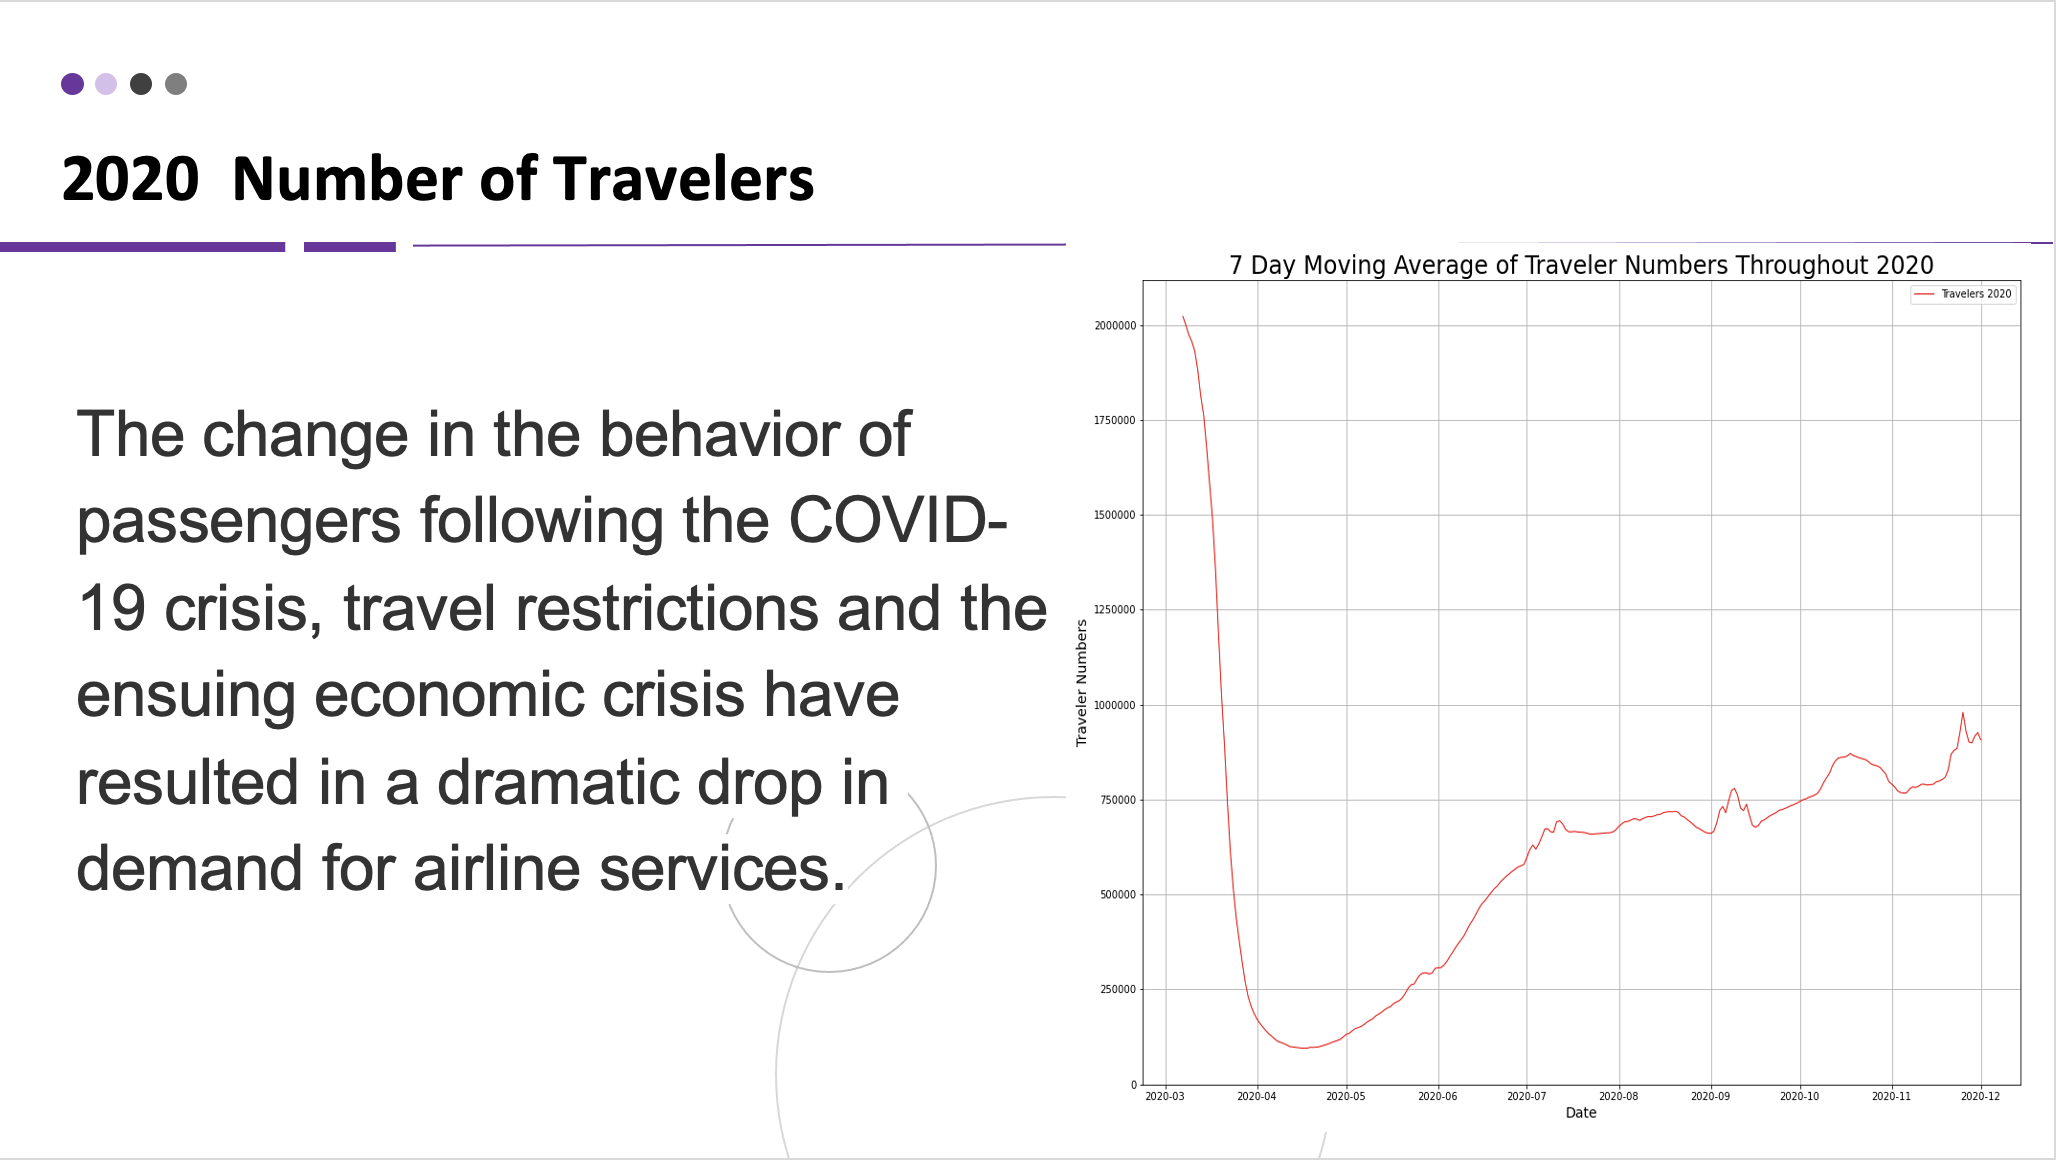 2020  Number of Travelers
The change in the behavior of
passengers following the COVID-
19 crisis, travel restrictions and the
ensuing economic crisis have
resulted in a dramatic drop in
demand for airline services.
7 Day Moving Average of Traveler Numbers Throughout 2020
Travelers 2020
Traveler Numbers
2000000
1750000
1500000
1250000
1000000
750000
500000
250000
0
2020-03 2020-04 2020-05 2020-06 2020-07 2020-08 2020-09 2020-10 2020-11 2020-12
Date